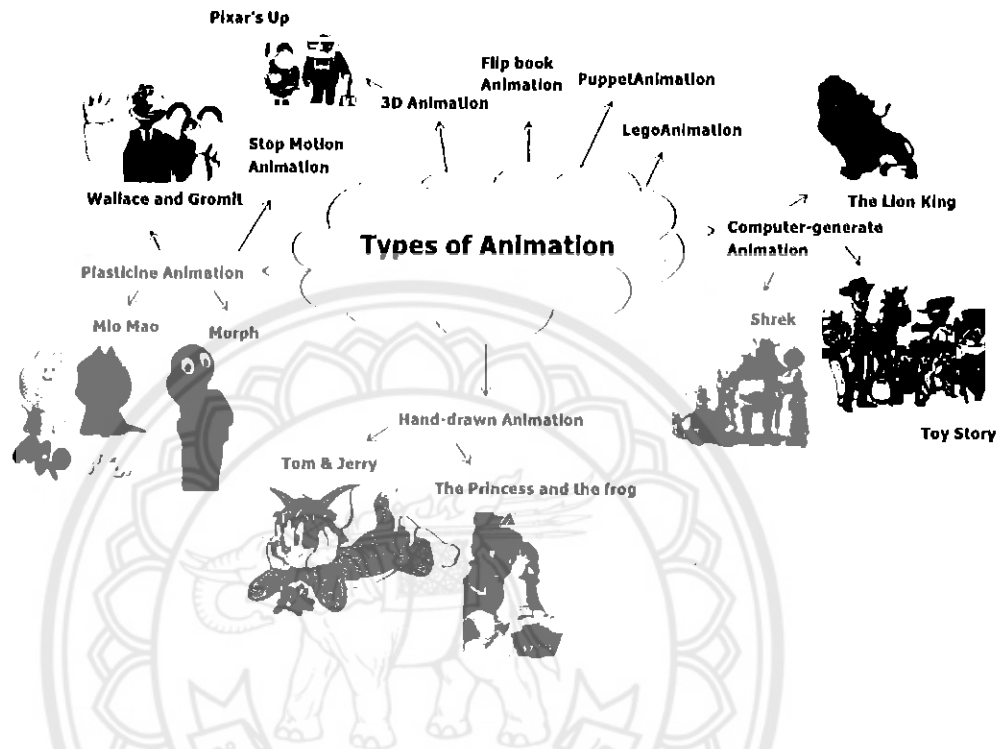 Pixar's Up
Flip book
Animation
PuppetAnimation
3D Animation
LegoAnimation
Stop Motion
Animation
Wallace and Gromit
The Lion King
Types of Animation
Computer-generate
Animation
Plasticine Animation
Mio Mao
Morph
Shrek
Hand-drawn Animation
Toy Story
Tom & Jerry
The Princess and the frog